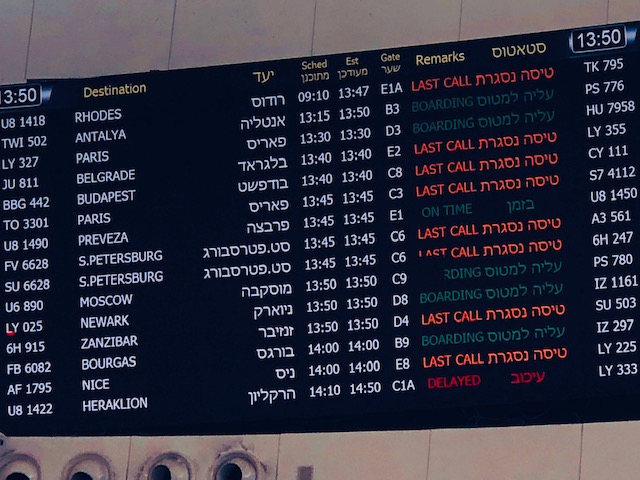 13:50 Destination יעד Sched מתוכנן Est מעודכן Gate שער Remarks סטאטוס 13:50
U8 1418 RHODES רודוס 09:10 13:47 E1A LAST CALL טיסה נסגרת TK 795
TWI 502 ANTALYA אנטליה 13:15 13:50 B3 BOARDING עליה למטוס PS 776
LY 327 PARIS פאריס 13:30 13:30 D3 BOARDING עליה למטוס HU 7958
JU 811 BELGRADE בלגראד 13:40 13:40 E2 LAST CALL טיסה נסגרת LY 355
BBG 442 BUDAPEST בודפשט 13:40 13:40 C8 LAST CALL טיסה נסגרת CY 111
TO 3301 PARIS פאריס 13:45 13:45 C3 LAST CALL טיסה נסגרת S7 4112
U8 1490 PREVEZA פרבצה 13:45 13:45 E1 ON TIME בזמן U8 1450
FV 6628 S.PETERSBURG סט.פטרסבורג 13:45 13:45 C6 LAST CALL טיסה נסגרת A3 561
SU 6628 S.PETERSBURG סט.פטרסבורג 13:45 13:45 C6 LAST CALL טיסה נסגרת 6H 247
U6 890 MOSCOW מוסקבה 13:50 13:50 C9 RDING עליה למטוס PS 780
LY 025 NEWARK ניוארק 13:50 13:50 D8 BOARDING עליה למטוס IZ 1161
6H 915 ZANZIBAR זנזיבר 13:50 13:50 D4 LAST CALL טיסה נסגרת SU 503
FB 6082 BOURGAS בורגס 14:00 14:00 B9 BOARDING עליה למטוס IZ 297
AF 1795 NICE ניס 14:00 14:00 E8 LAST CALL טיסה נסגרת LY 225
U8 1422 HERAKLION הרקליון 14:10 14:50 C1A DELAYED עיכוב LY 333